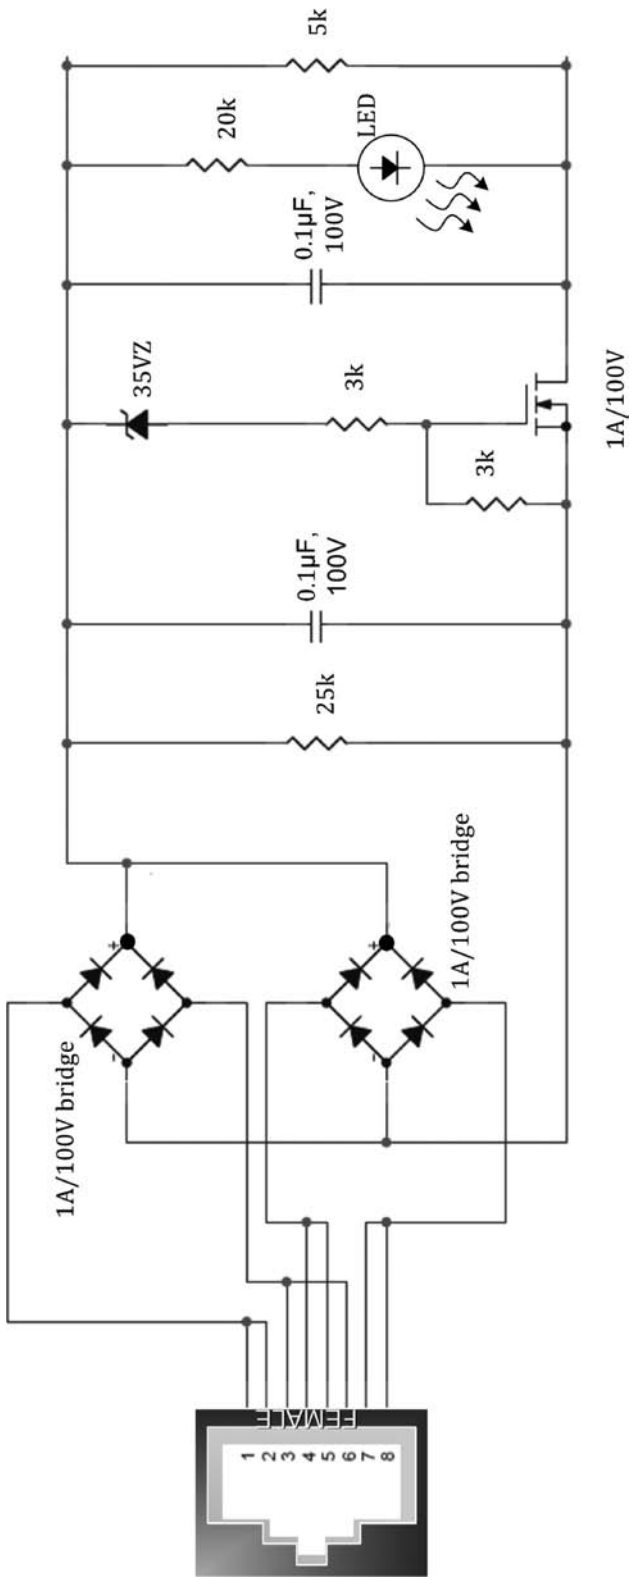 5k
20k
LED
0.1µF,
100V
35VZ
3k
3k
1A/100V
0.1µF,
100V
25k
1A/100V bridge
+
-
1A/100V bridge
+
-
FEMALE
1
2
3
4
5
6
7
8